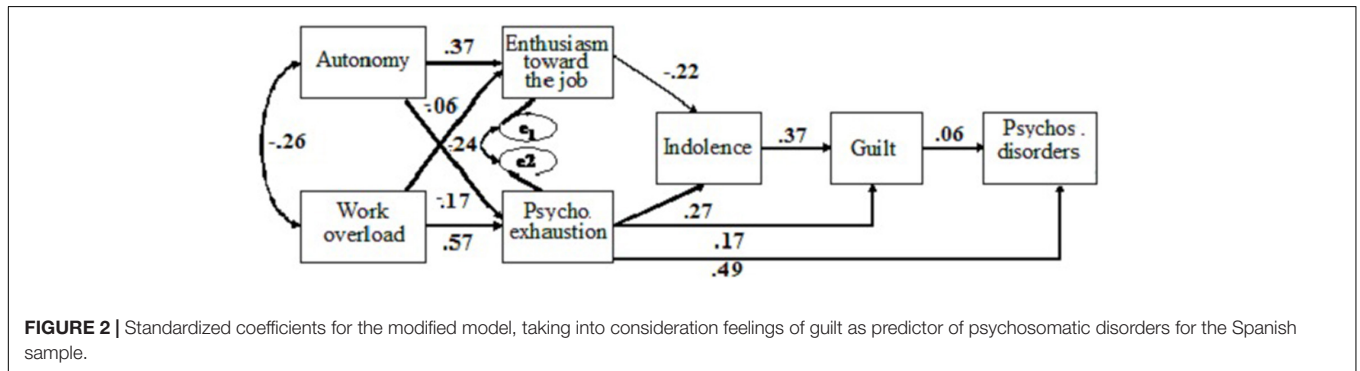 Autonomy
.37
Enthusiasm
toward
the job
-.22
-.06
-.26
-.24
e1
e2
Indolence
.37
Guilt
.06
Psychos.
disorders
Work
overload
-.17
.57
Psycho.
exhaustion
.27
.17
.49
FIGURE 2 | Standardized coefficients for the modified model, taking into consideration feelings of guilt as predictor of psychosomatic disorders for the Spanish
sample.